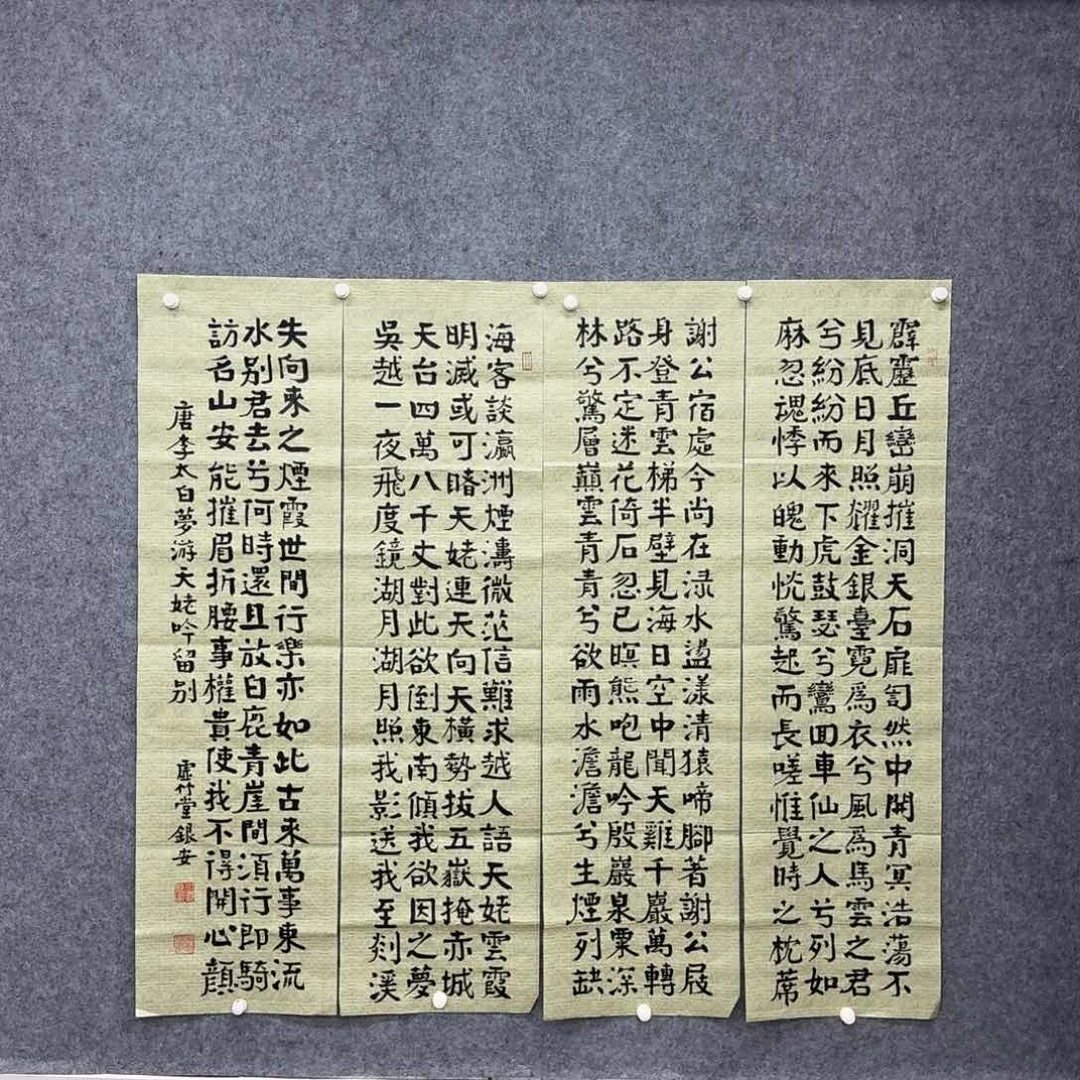 霹靂丘巒崩摧洞天石扉訇然中開青冥浩蕩不
見底日月照耀金銀臺霓爲衣兮風爲馬雲之君
兮紛紛而來下虎鼓瑟兮鸞回車仙之人兮列如
麻忽魂悸以魄動怳驚起而長嗟惟覺時之枕蓆
謝公宿處今尚在渌水盪漾清猿啼腳著謝公屐
身登青雲梯半壁見海日空中聞天雞千巖萬轉
路不定迷花倚石忽已暝熊咆龍吟殷巖泉栗深
林兮驚層巔雲青青兮欲雨水澹澹兮生煙列缺
海客談瀛洲煙濤微茫信難求越人語天姥雲霞
明滅或可睹天姥連天向天橫勢拔五嶽掩赤城
天台四萬八千丈對此欲倒東南傾我欲因之夢
吳越一夜飛度鏡湖月湖月照我影送我至剡溪
失向來之煙霞世間行樂亦如此古來萬事東流
水別君去兮何時還且放白鹿青崖間須行即騎
訪名山安能摧眉折腰事權貴使我不得開心顏
唐李太白夢游天姥吟留別
虛竹堂銀安